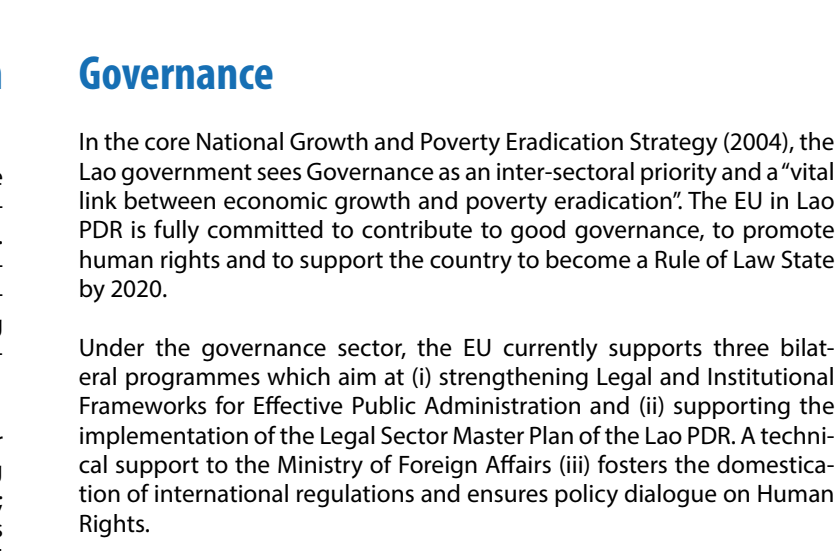 Governance
In the core National Growth and Poverty Eradication Strategy (2004), the
Lao government sees Governance as an inter-sectoral priority and a “vital
link between economic growth and poverty eradication”. The EU in Lao
PDR is fully committed to contribute to good governance, to promote
human rights and to support the country to become a Rule of Law State
by 2020.
Under the governance sector, the EU currently supports three bilat-
eral programmes which aim at (i) strengthening Legal and Institutional
Frameworks for Effective Public Administration and (ii) supporting the
implementation of the Legal Sector Master Plan of the Lao PDR. A techni-
cal support to the Ministry of Foreign Affairs (iii) fosters the domestica-
tion of international regulations and ensures policy dialogue on Human
Rights.